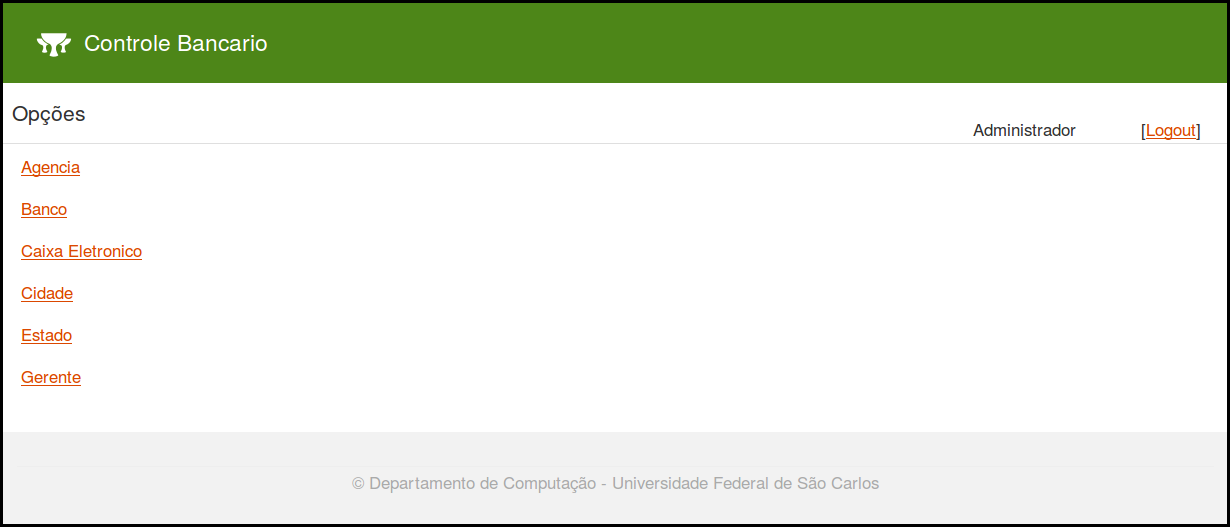 Controle Bancario
Opções
Administrador [Logout]
Agencia
Banco
Caixa Eletronico
Cidade
Estado
Gerente
© Departamento de Computação - Universidade Federal de São Carlos